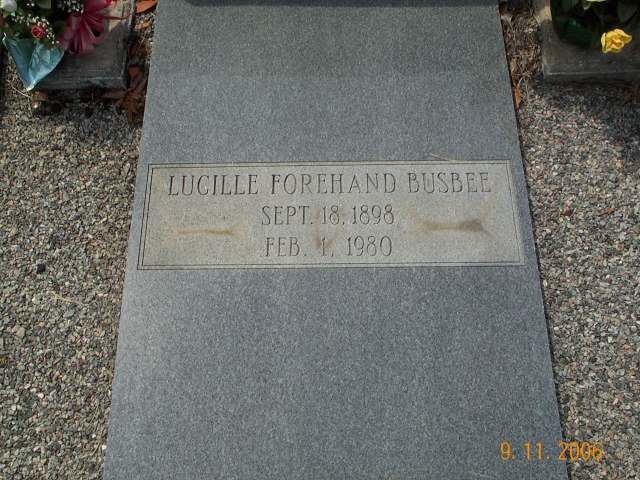 LUCILLE FOREHAND BUSBEE
SEPT. 18, 1898
FEB. 1, 1980
9.11.2006